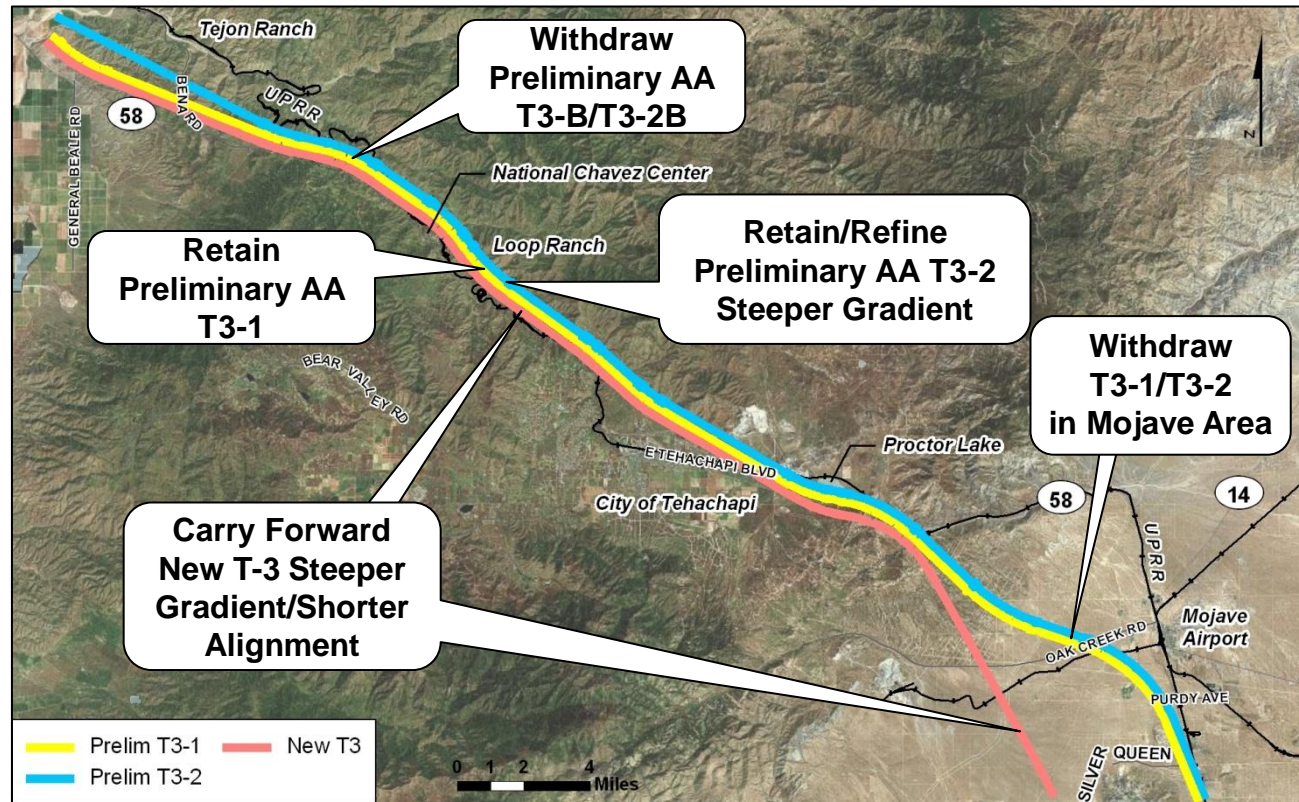 Tejon Ranch
Withdraw
Preliminary AA
T3-B/T3-2B
UPRR
BENA RD
58
GENERAL BEALE RD
National Chavez Center
Z
Retain
Preliminary AA
T3-1
Loop Ranch
Retain/Refine
Preliminary AA T3-2
Steeper Gradient
Withdraw
T3-1/T3-2
in Mojave Area
BEAR VALLEY RD
E TEHACHAPI BLVD
Proctor Lake
City of Tehachapi
58
14
UPRR
Carry Forward
New T-3 Steeper
Gradient/Shorter
Alignment
Mojave
Airport
OAK CREEK RD
PURDY AVE
SILVER QUEEN
Prelim T3-1
New T3
Prelim T3-2
0 1 2 4
Miles